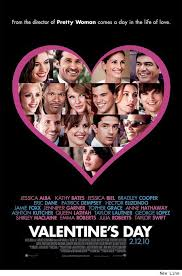 From the director of Pretty Woman comes a day in the life of love.
JESSICA ALBA KATHY BATES JESSICA BIEL BRADLEY COOPER
ERIC DANE PATRICK DEMPSEY HECTOR ELIZONDO
JAMIE FOXX JENNIFER GARNER TOPHER GRACE ANNE HATHAWAY
ASHTON KUTCHER QUEEN LATIFAH TAYLOR LAUTNER GEORGE LOPEZ
SHIRLEY MACLAINE EMMA ROBERTS JULIA ROBERTS TAYLOR SWIFT
VALENTINE'S DAY
2.12.10
New Line